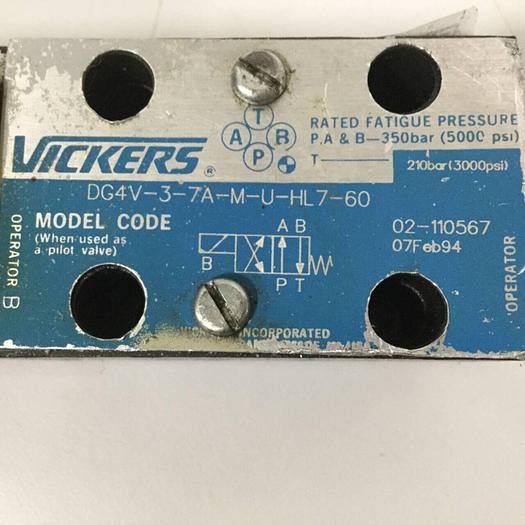 VICKERS®
T
A B
P
RATED FATIGUE PRESSURE
P.A & B—350bar (5000 psi)
T—— 210bar (3000psi)
DG4V-3-7A-M-U-HL7-60
MODEL CODE
(When used as
a pilot valve)
02-110567
07Feb94
A B
B
P T
OPERATOR B
OPERATOR
INCORPORATED